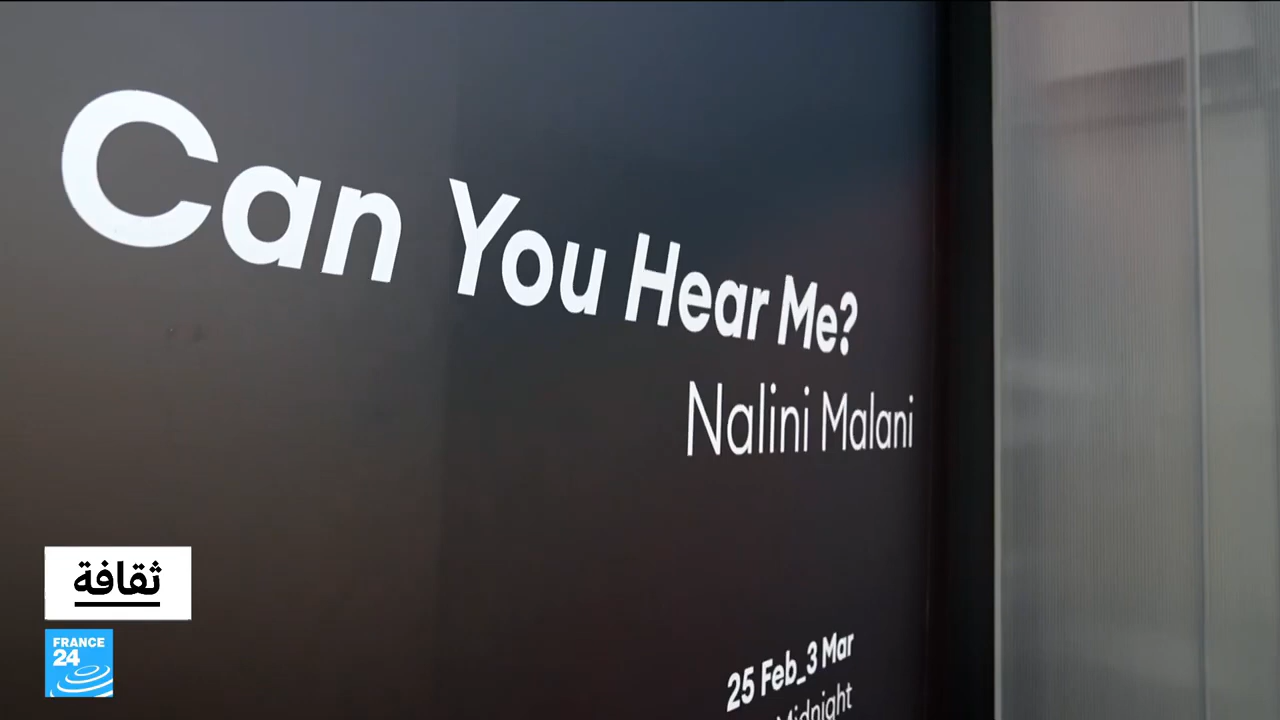 Can You Hear Me?
Nalini Malani
25 Feb_3 Mar
Midnight
ثقافة
FRANCE
24